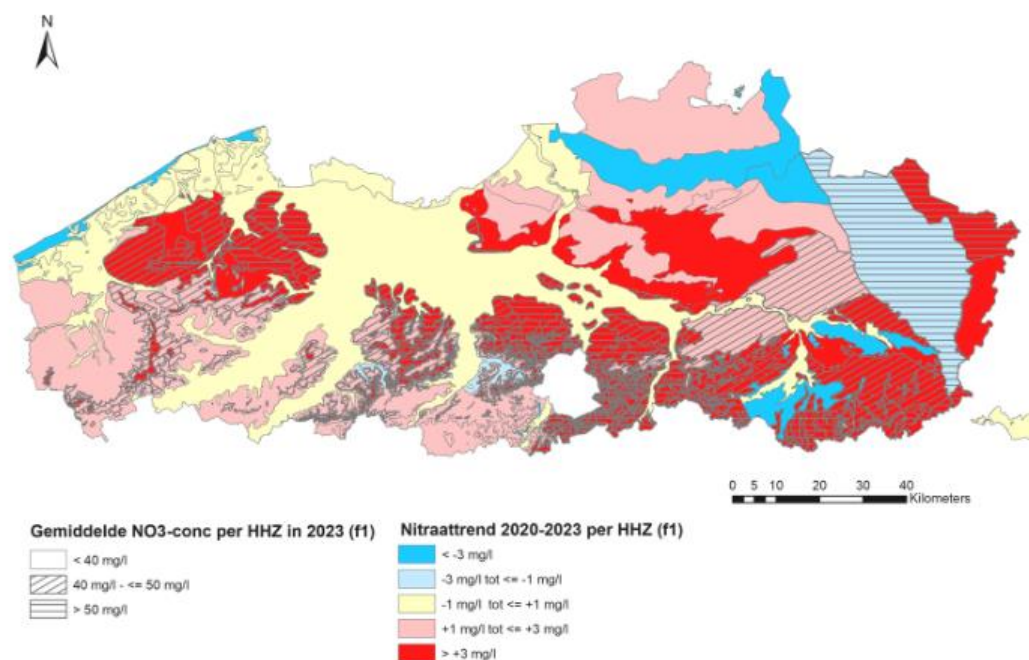 N
0 5 10 20 30 40
Kilometers
Gemiddelde NO3-conc per HHZ in 2023 (f1)
< 40 mg/l
40 mg/l - <= 50 mg/l
> 50 mg/l
Nitraattrend 2020-2023 per HHZ (f1)
< -3 mg/l
-3 mg/l tot <= -1 mg/l
-1 mg/l tot <= +1 mg/l
+1 mg/l tot <= +3 mg/l
> +3 mg/l